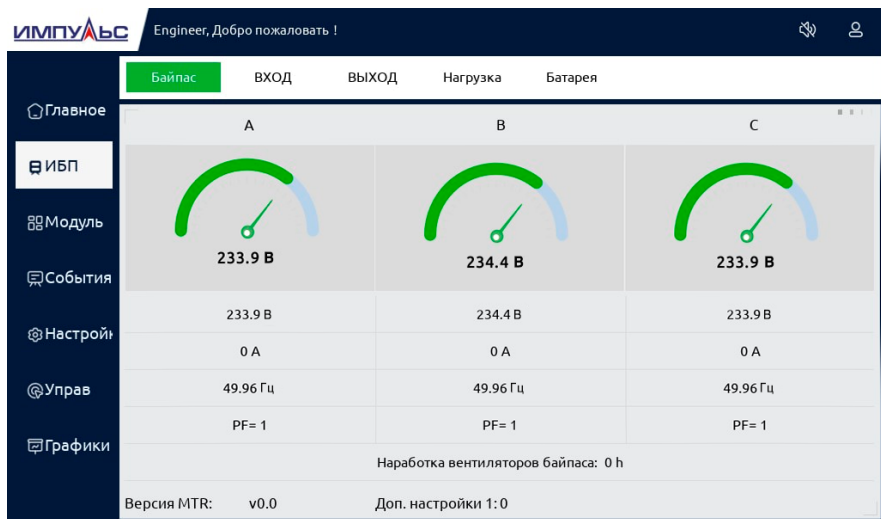 ИМПУЛЬС Engineer, Добро пожаловать !
Байпас ВХОД ВЫХОД Нагрузка Батарея
Главное
ИБП
Модуль
События
Настройк
Управ
Графики
A B C
233.9 В 234.4 В 233.9 В
233.9 В 234.4 В 233.9 В
0 А 0 А 0 А
49.96 Гц 49.96 Гц 49.96 Гц
PF= 1 PF= 1 PF= 1
Наработка вентиляторов байпаса: 0 h
Версия MTR: v0.0 Доп. настройки 1: 0